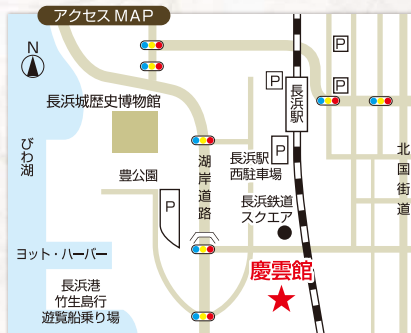 アクセスMAP
N
P
P
P
長浜駅
長浜城歴史博物館
びわ湖
P
長浜駅
西駐車場
湖岸道路
北国街道
豊公園
P
長浜鉄道
スクエア
ヨット・ハーバー
慶雲館
長浜港
竹生島行
遊覧船乗り場